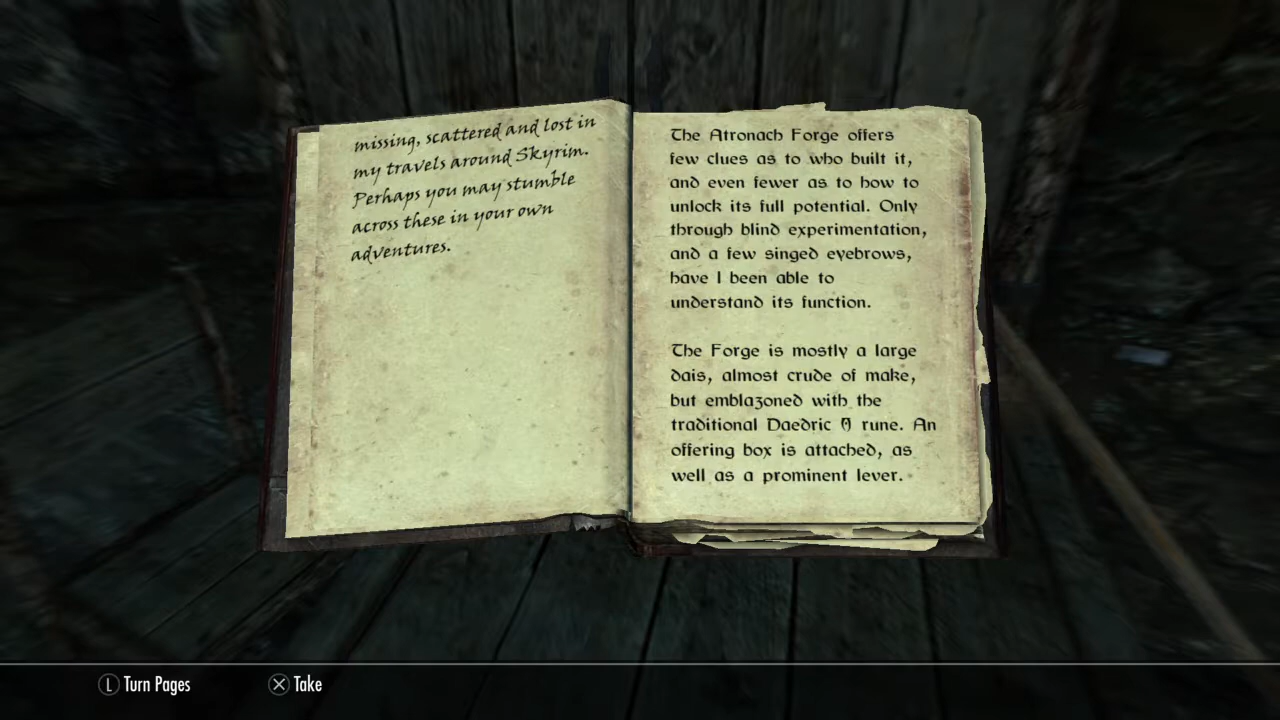 missing, scattered and lost in
my travels around Skyrim.
Perhaps you may stumble
across these in your own
adventures.
The Atronach Forge offers
few clues as to who built it,
and even fewer as to how to
unlock its full potential. Only
through blind experimentation,
and a few singed eyebrows,
have I been able to
understand its function.
The Forge is mostly a large
dais, almost crude of make,
but emblazoned with the
traditional Daedric rune. An
offering box is attached, as
well as a prominent lever.
L Turn Pages
X Take